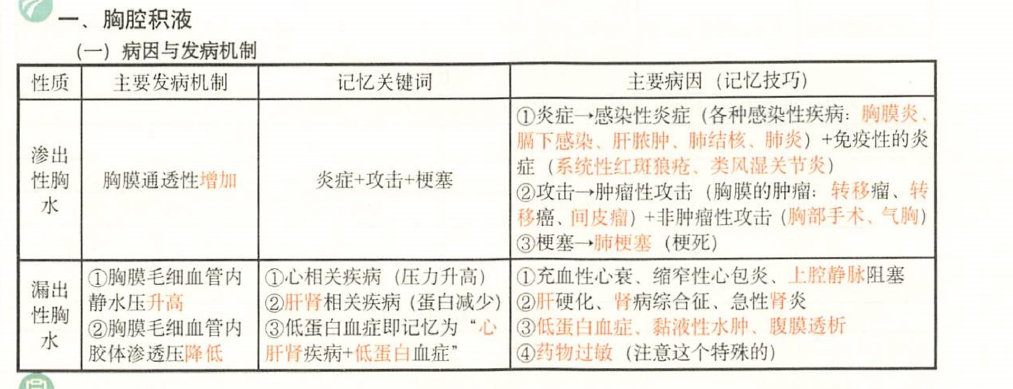 一、胸腔积液
（一）病因与发病机制
性质 主要发病机制 记忆关键词 主要病因（记忆技巧）
渗出
性胸
水
胸膜通透性增加
炎症+攻击+梗塞
①炎症→感染性炎症（各种感染性疾病：胸膜炎、
膈下感染、肝脓肿、肺结核、肺炎）+免疫性的炎
症（系统性红斑狼疮、类风湿关节炎）
②攻击→肿瘤性攻击（胸膜的肿瘤：转移瘤、转
移癌、间皮瘤）+非肿瘤性攻击（胸部手术、气胸）
③梗塞→肺梗塞（梗死）
漏出
性胸
水
①胸膜毛细血管内
静水压升高
②胸膜毛细血管内
胶体渗透压降低
①心相关疾病（压力升高）
②肝肾相关疾病（蛋白减少）
③低蛋白血症即记忆为“心
肝肾疾病+低蛋白血症”
①充血性心衰、缩窄性心包炎、上腔静脉阻塞
②肝硬化、肾病综合征、急性肾炎
③低蛋白血症、黏液性水肿、腹膜透析
④药物过敏（注意这个特殊的）